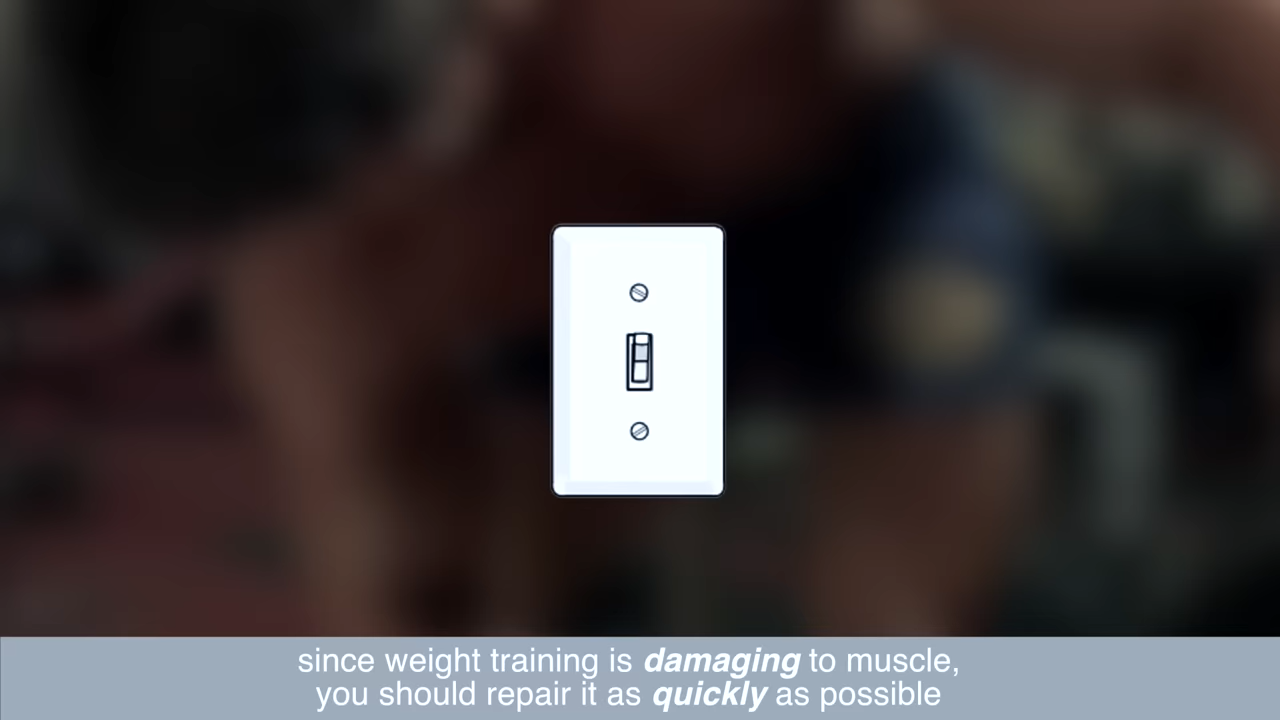 since weight training is damaging to muscle,
you should repair it as quickly as possible